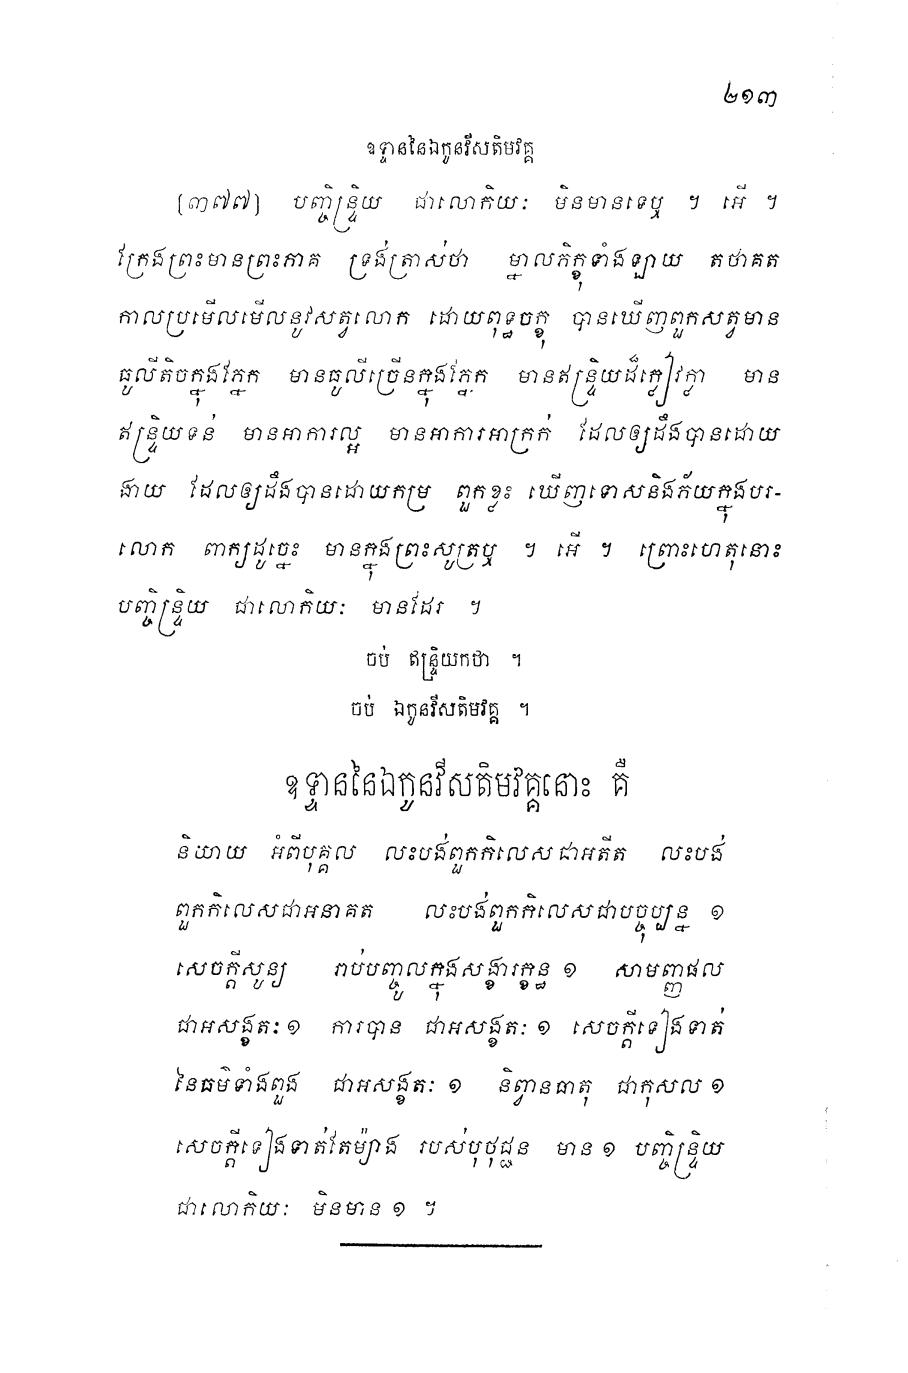 ២១៣
ឧទ្ទាននៃឯកូនវីសតិមវគ្គ
[៣៧៧] បញ្ចិន្ទ្រិយ ជាលោកិយៈ មិនមានទេឬ ។ អើ ។
ក្រែងព្រះមានព្រះភាគ ទ្រង់ត្រាស់ថា ម្នាលភិក្ខុទាំងឡាយ តថាគត
កាលប្រមើលមើលនូវសត្វលោក ដោយពុទ្ធចក្ខុ បានឃើញពួកសត្វមាន
ធូលីតិចក្នុងភ្នែក មានធូលីច្រើនក្នុងភ្នែក មានឥន្ទ្រិយដ៏ក្លៀវក្លា មាន
ឥន្ទ្រិយទន់ មានអាការល្អ មានអាការអាក្រក់ ដែលឲ្យដឹងបានដោយ
ងាយ ដែលឲ្យដឹងបានដោយកម្រ ពួកខ្លះ ឃើញទោសនិងភ័យក្នុងបរ-
លោក ពាក្យដូច្នេះ មានក្នុងព្រះសូត្រឬ ។ អើ ។ ព្រោះហេតុនោះ
បញ្ចិន្ទ្រិយ ជាលោកិយៈ មានដែរ ។
ចប់ ឥន្ទ្រិយកថា ។
ចប់ ឯកូនវីសតិមវគ្គ ។
ឧទ្ទាននៃឯកូនវីសតិមវគ្គនោះ គឺ
និយាយ អំពីបុគ្គល លះបង់ពួកកិលេសជាអតីត លះបង់
ពួកកិលេសជាអនាគត លះបង់ពួកកិលេសជាបច្ចុប្បន្ន ១
សេចក្តីសូន្យ រាប់បញ្ចូលក្នុងសង្ខារក្ខន្ធ ១ សាមញ្ញផល
ជាអសង្ខតៈ ១ ការបាន ជាអសង្ខតៈ ១ សេចក្តីទៀងទាត់
នៃធម៌ទាំងពួង ជាអសង្ខតៈ ១ និព្វានធាតុ ជាកុសល ១
សេចក្តីទៀងទាត់តែម៉្យាង របស់បុថុជ្ជន មាន ១ បញ្ចិន្ទ្រិយ
ជាលោកិយៈ មិនមាន ១ ។